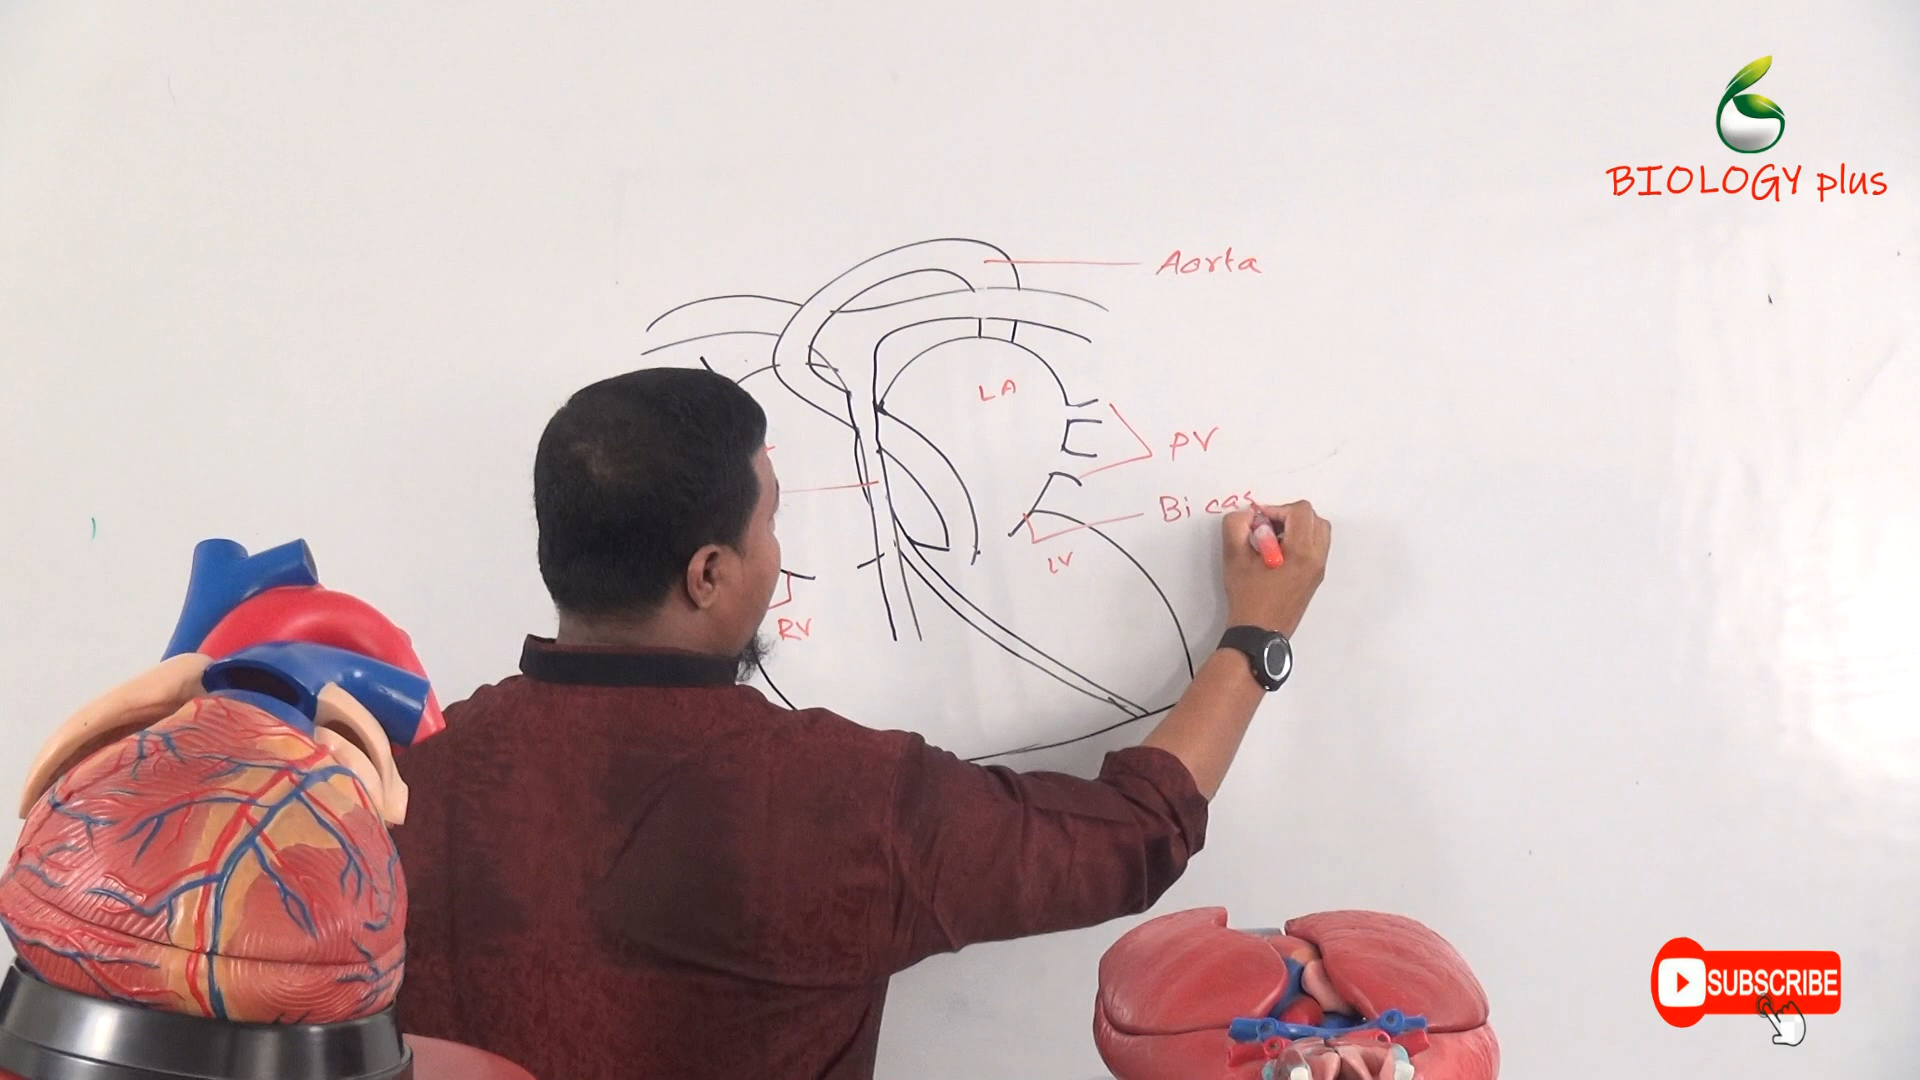 BIOLOGY plus
Aorta
LA
PV
Bi cas
LV
RV
SUBSCRIBE